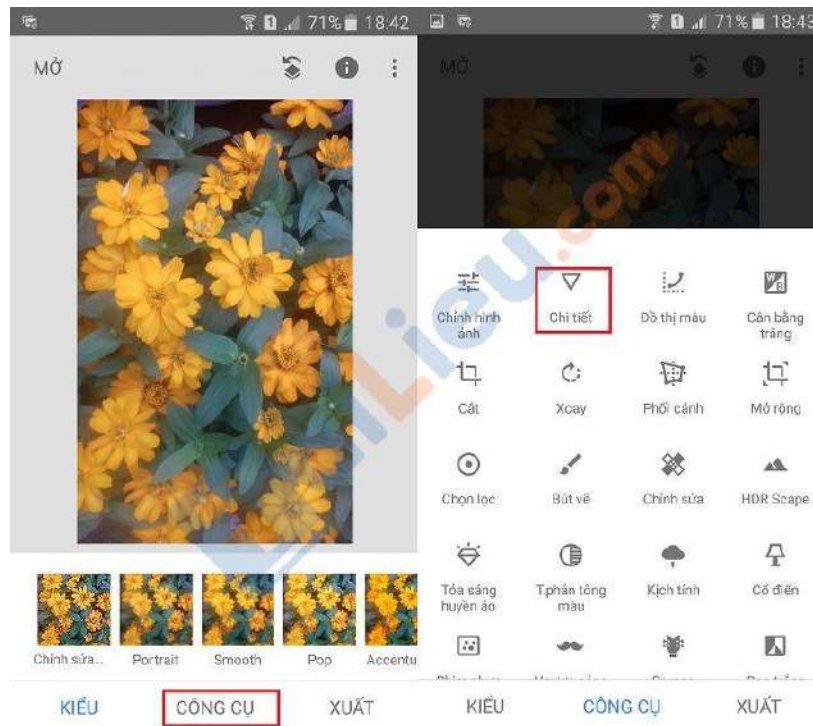 71% 18:42
MỞ
Chỉnh sửa..
Portrait
Smooth
Pop
Accentu
KIỂU
CÔNG CỤ
XUẤT
71% 18:43
MỞ
Chỉnh hình
ảnh
Chi tiết
Đồ thị màu
Cân bằng
trắng
Cắt
Xoay
Phối cảnh
Mở rộng
Chọn lọc
Bút vẽ
Chỉnh sửa
HDR Scape
Tỏa sáng
huyền ảo
T.phản tông
màu
Kịch tính
Cổ điển
KIỂU
CÔNG CỤ
XUẤT